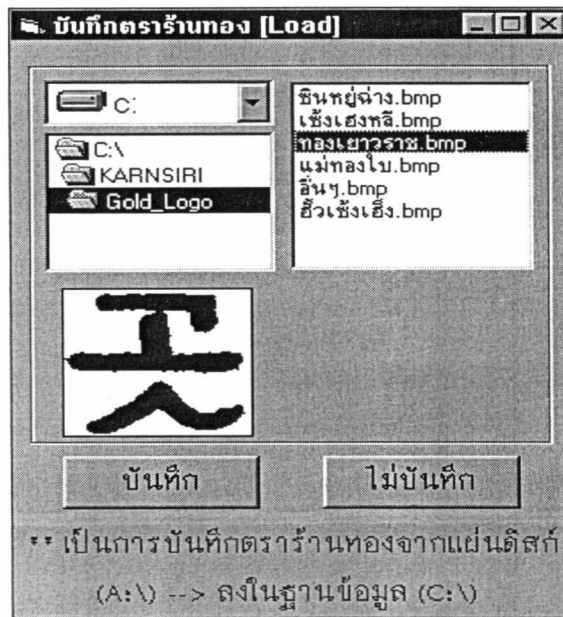 บันทึกตราร้านทอง [Load]
C:
C:\
KARNSIRI
Gold_Logo
ชินหยู่ฉ่าง.bmp
เช้งเฮงหลี.bmp
ทองเยาวราช.bmp
แม่ทองใบ.bmp
อื่นๆ.bmp
ฮั้วเช้งเฮ็ง.bmp
บันทึก
ไม่บันทึก
** เป็นการบันทึกตราร้านทองจากแผ่นดิสก์
(A:\) --> ลงในฐานข้อมูล (C:\)